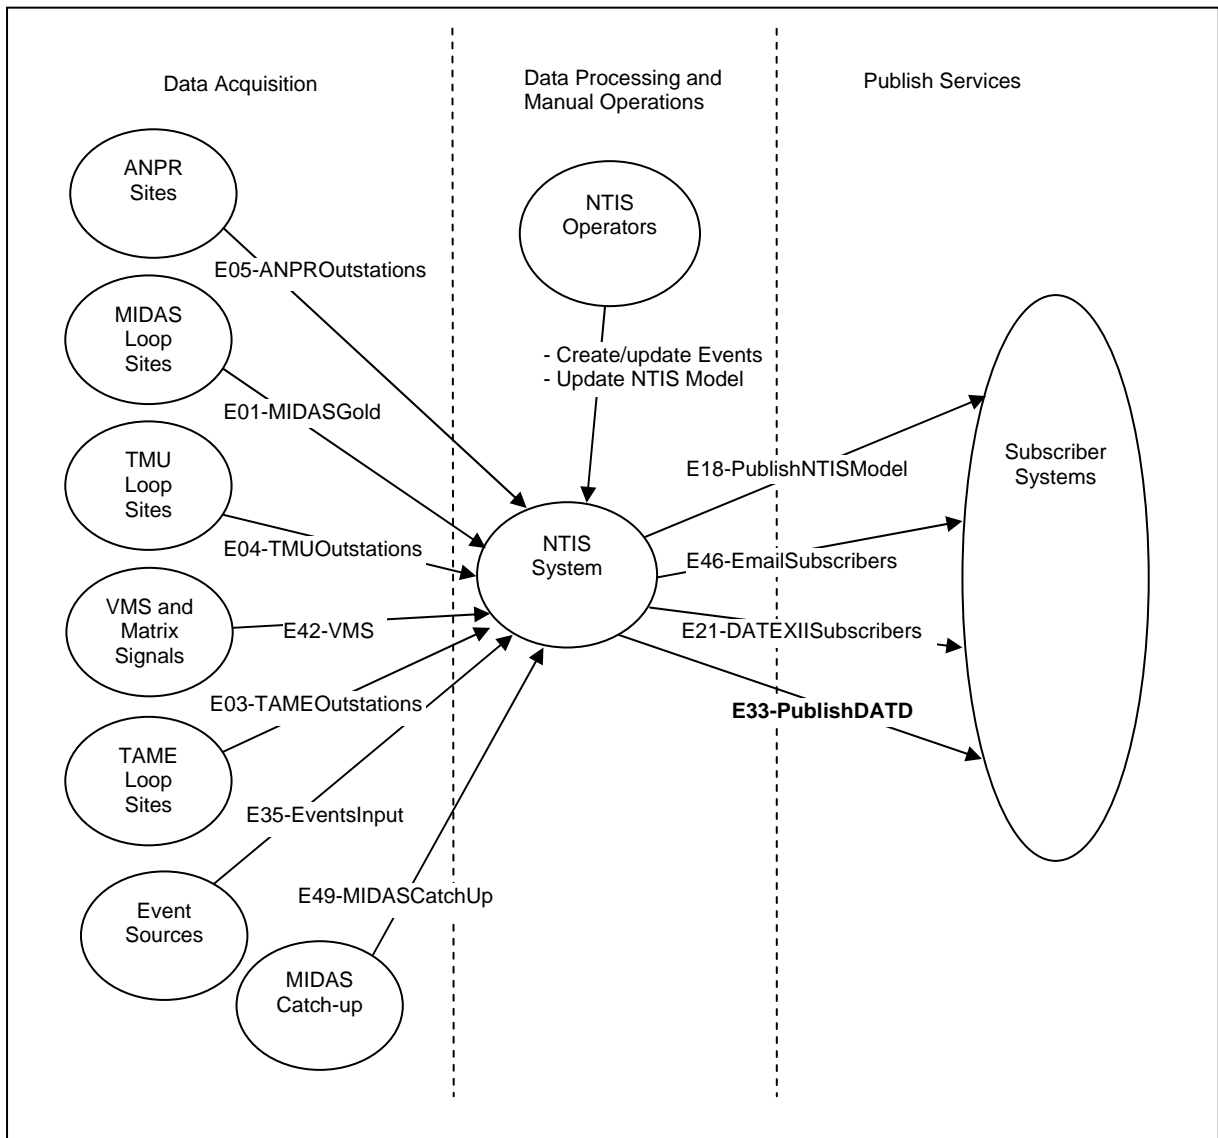 Data Acquisition
Data Processing and
Manual Operations
Publish Services
ANPR
Sites
NTIS
Operators
E05-ANPROutstations
MIDAS
Loop
Sites
- Create/update Events
- Update NTIS Model
E01-MIDASGold
TMU
Loop
Sites
E18-PublishNTISModel
Subscriber
Systems
E04-TMUOutstations
NTIS
System
E46-EmailSubscribers
VMS and
Matrix
Signals
E42-VMS
E21-DATEXIISubscribers
E03-TAMEOutstations
E33-PublishDATD
TAME
Loop
Sites
E35-EventsInput
E49-MIDASCatchUp
Event
Sources
MIDAS
Catch-up